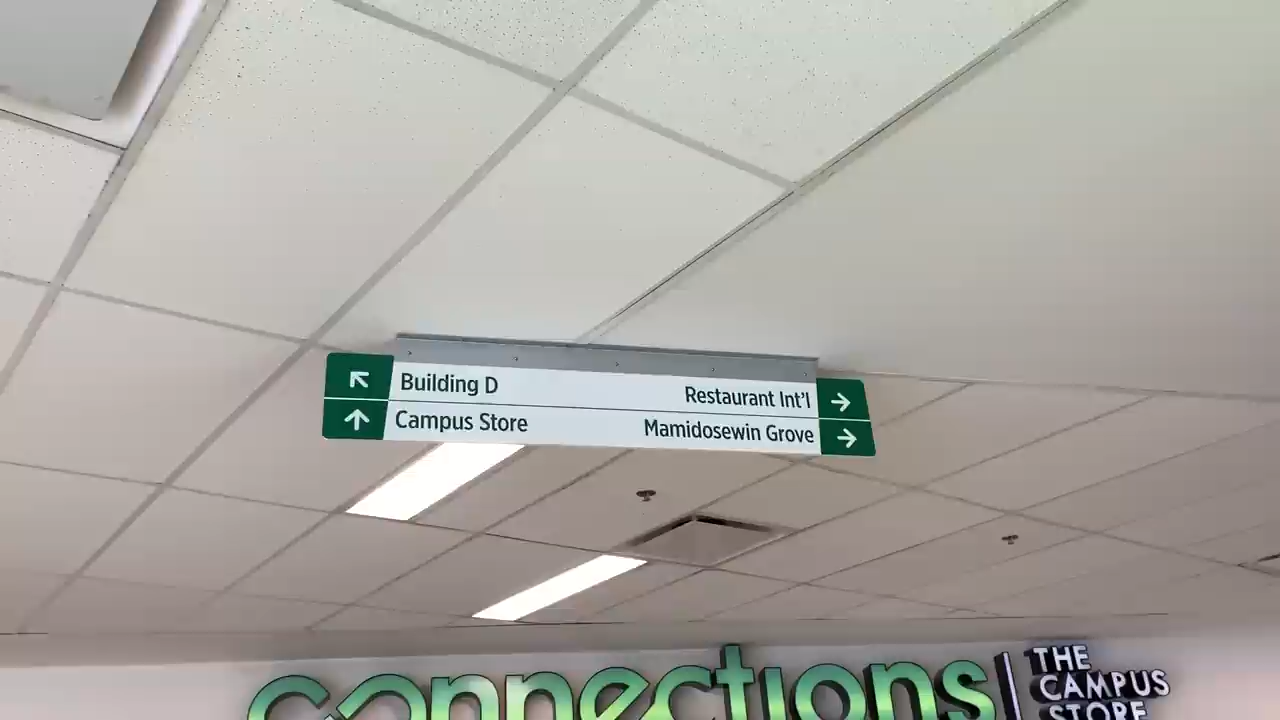 Building D
Restaurant Int'l
Campus Store
Mamidosewin Grove
connections
THE
CAMPUS
STORE